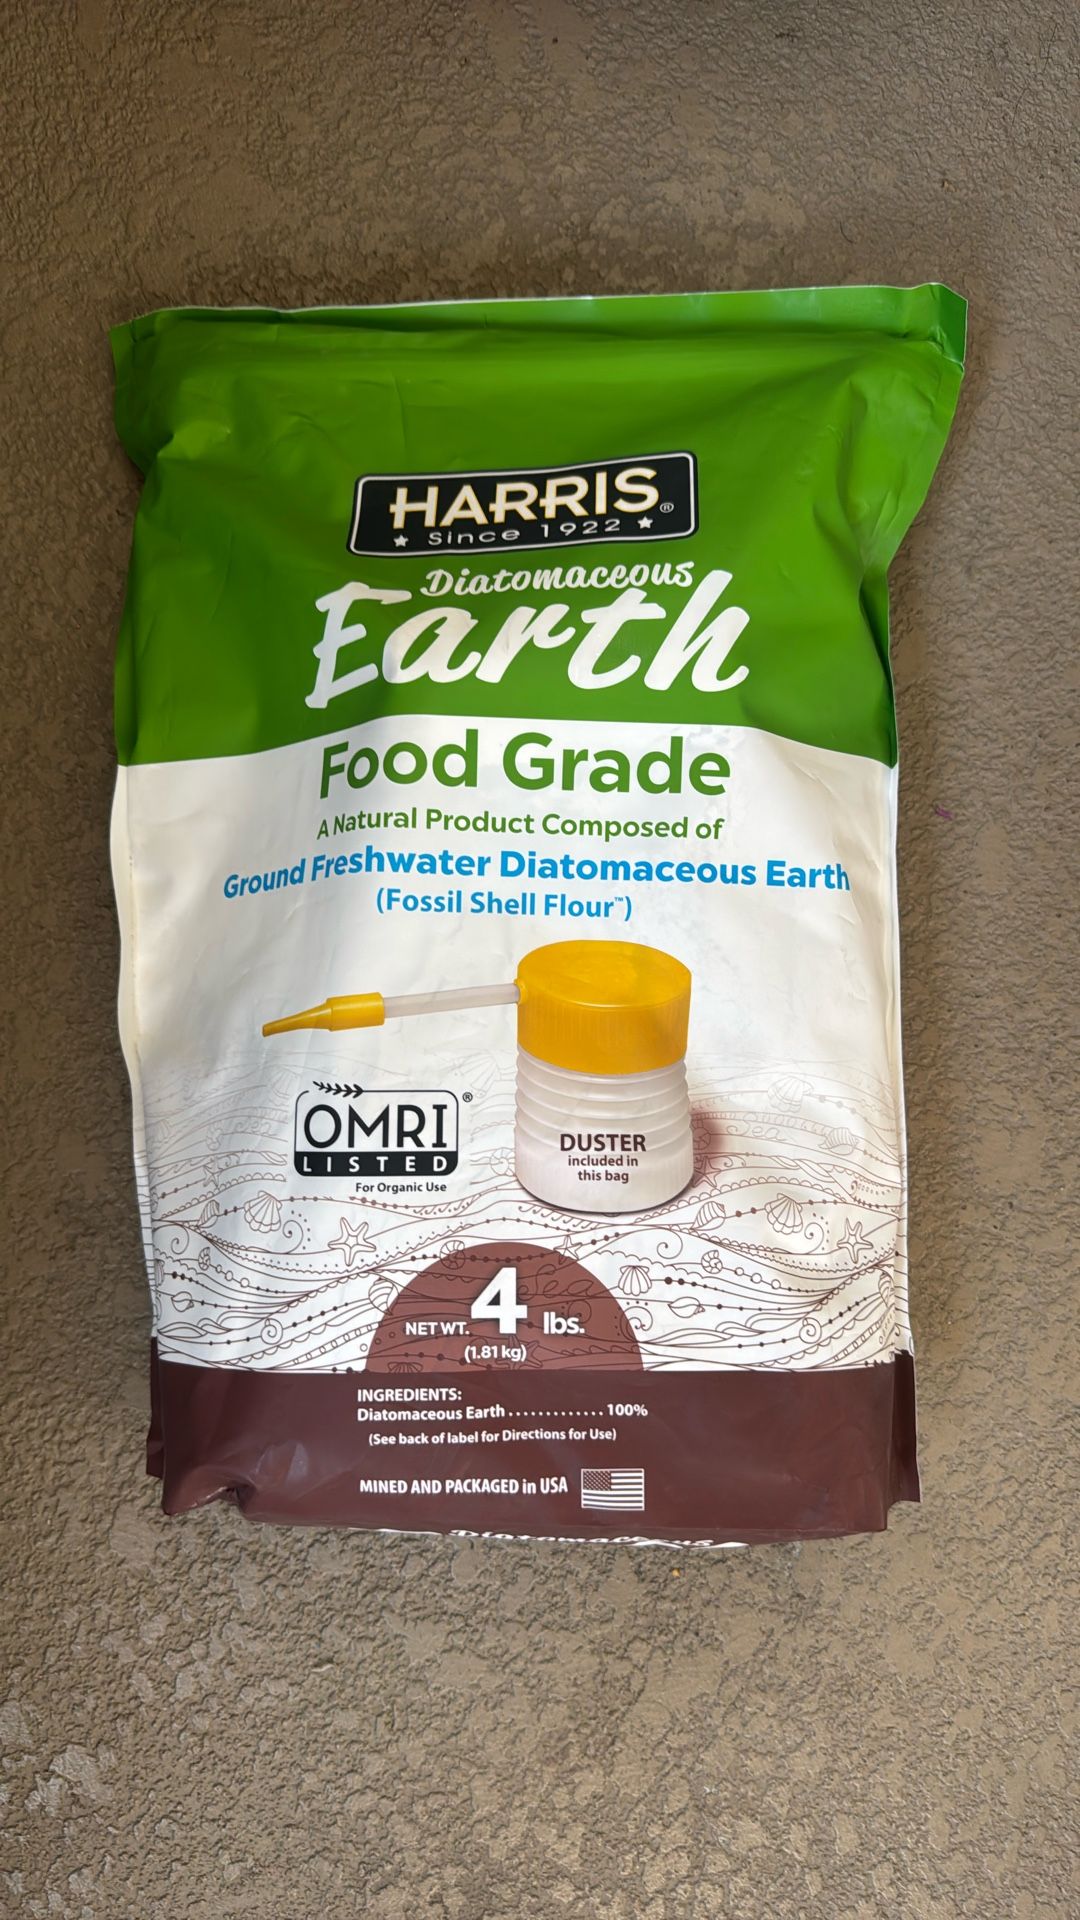 HARRIS®
★ Since 1922 ★
Diatomaceous
Earth
Food Grade
A Natural Product Composed of
Ground Freshwater Diatomaceous Earth
(Fossil Shell Flour™)
OMRI®
LISTED
For Organic Use
DUSTER
included in
this bag
NET WT. 4 lbs.
(1.81 kg)
INGREDIENTS:
Diatomaceous Earth.............100%
(See back of label for Directions for Use)
MINED AND PACKAGED in USA
Diatomaceous